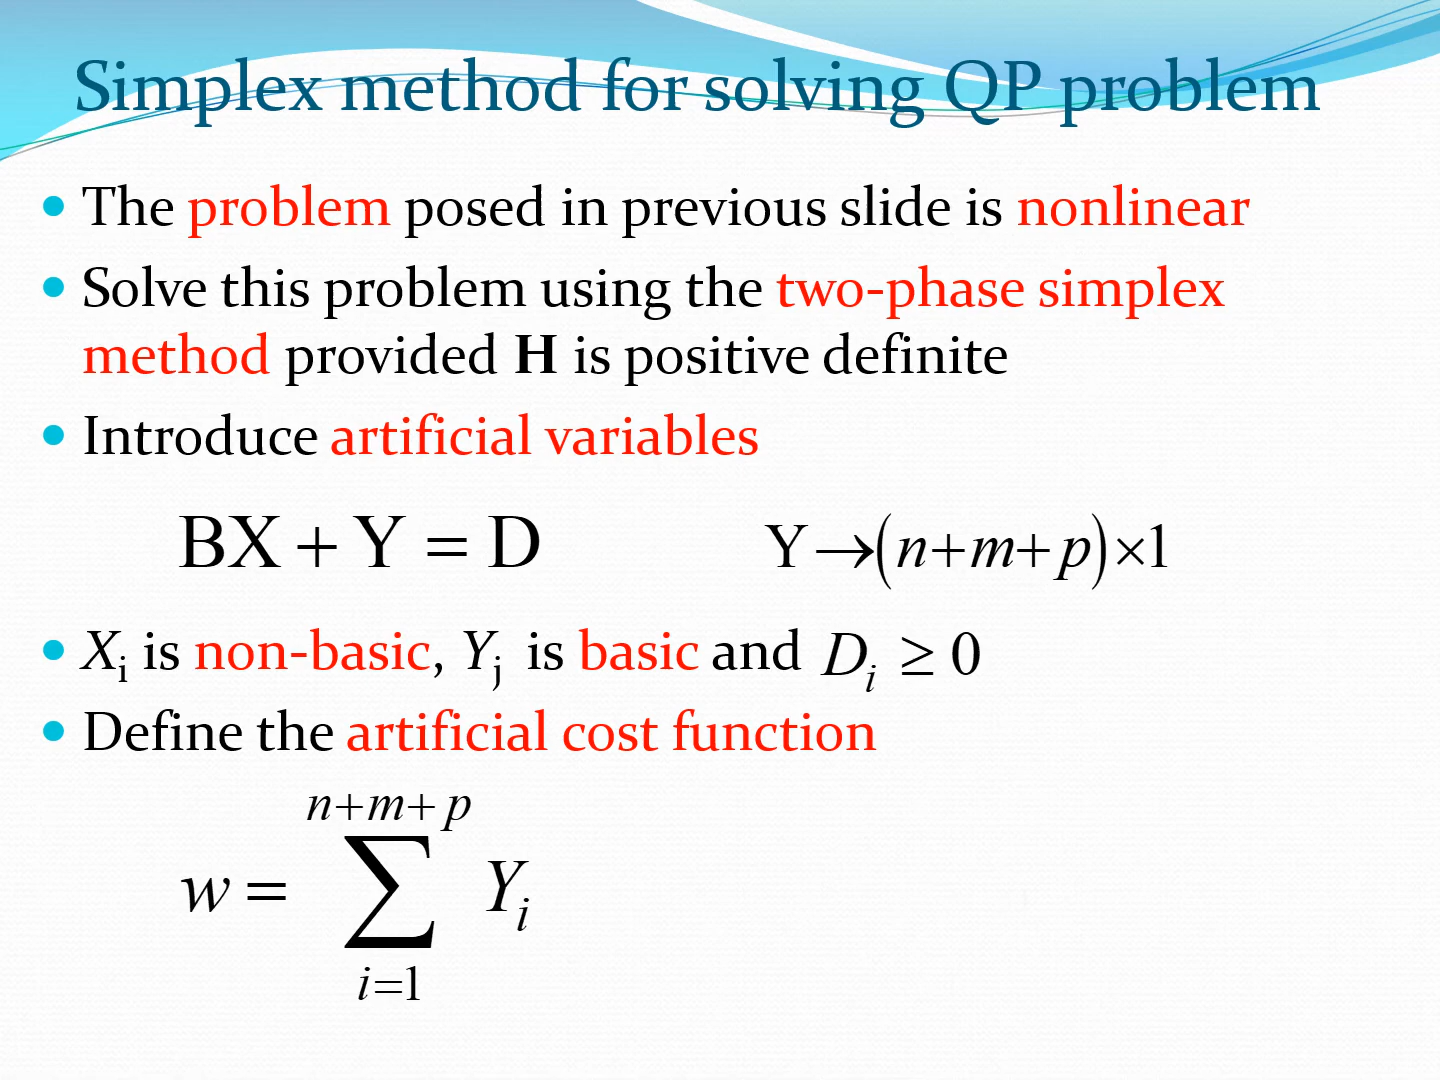 Simplex method for solving QP problem
• The problem posed in previous slide is nonlinear
• Solve this problem using the two-phase simplex
method provided H is positive definite
• Introduce artificial variables
BX + Y = D    Y → (n+m+p)×1
• Xᵢ is non-basic, Yⱼ is basic and Dᵢ ≥ 0
• Define the artificial cost function
n+m+p
w = ∑ Yᵢ
i=1